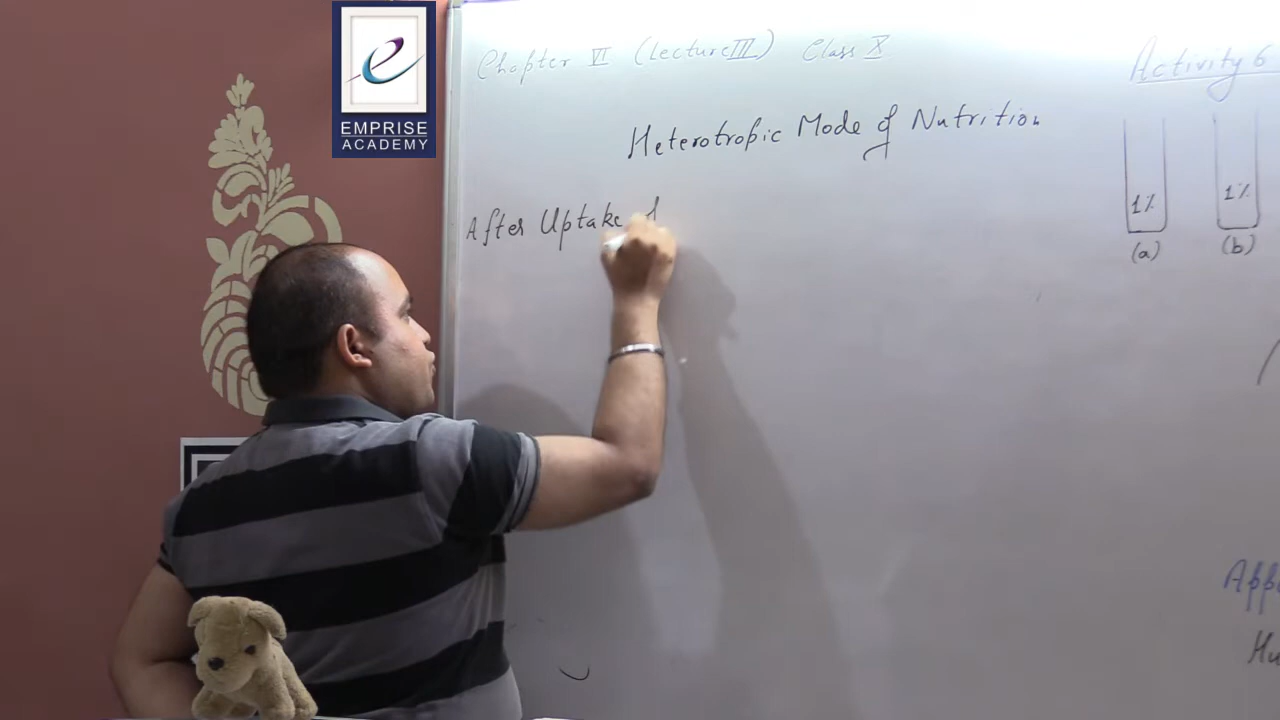 EMPRISE
ACADEMY
Chapter VI (Lecture III) Class X
Heterotropic Mode of Nutrition
After Uptake
Activity 6
1%
1%
(a)
(b)